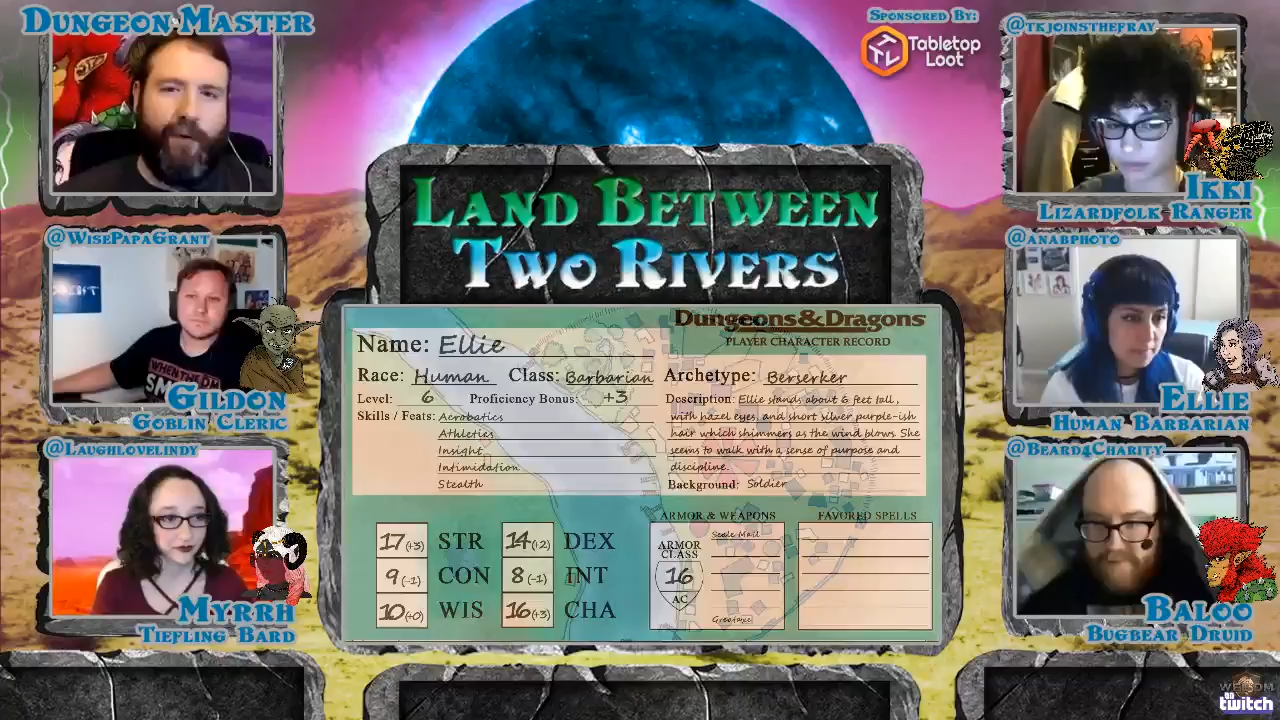 DUNGEON MASTER
SPONSORED BY:
Tabletop
Loot
@TKJOINSTHEFRAY
IKKI
LIZARDFOLK RANGER
LAND BETWEEN
TWO RIVERS
@WISEPAPAGRANT
WHEN THE DM
GILDON
GOBLIN CLERIC
@ANABPHOTO
ELLIE
HUMAN BARBARIAN
@LAUGHLOVELINDY
MYRRH
TIEFLING BARD
@BEARD4CHARITY
BALOO
BUGBEAR DRUID
DUNGEONS & DRAGONS
PLAYER CHARACTER RECORD
Name: Ellie
Race: Human Class: Barbarian Archetype: Berserker
Level: 6 Proficiency Bonus: +3
Skills / Feats: Acrobatics
Athletics
Insight
Intimidation
Stealth
Description: Ellie stands about 6 feet tall,
with hazel eyes, and short silver purple-ish
hair which shimmers as the wind blows. She
seems to walk with a sense of purpose and
discipline.
Background: Soldier
17 (+3) STR 14 (+2) DEX
9 (-1) CON 8 (-1) INT
10 (+0) WIS 16 (+3) CHA
ARMOR & WEAPONS
ARMOR
CLASS
16
AC
Scale Mail
Greataxe
FAVORED SPELLS
on
twitch